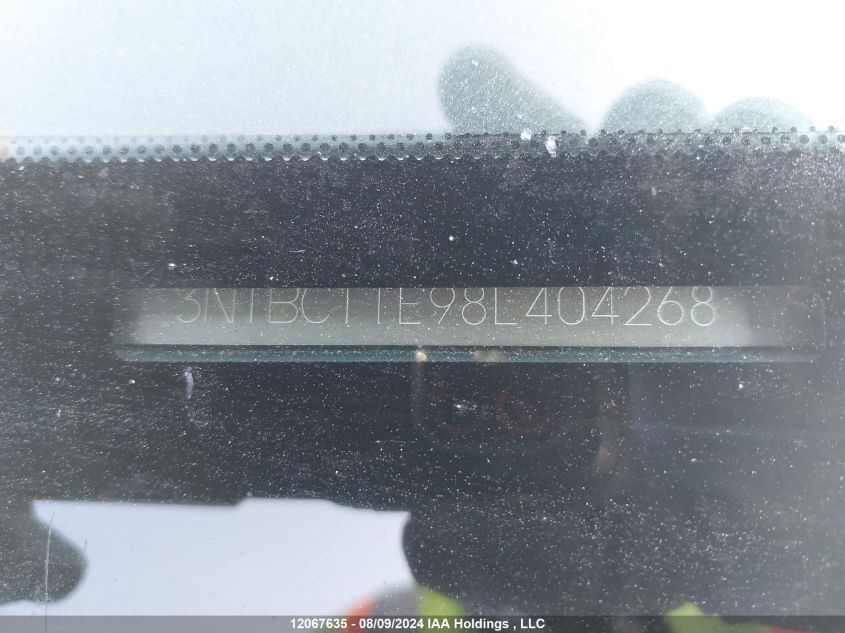 3N1BC11E98L404268
12067635 - 08/09/2024 IAA Holdings , LLC